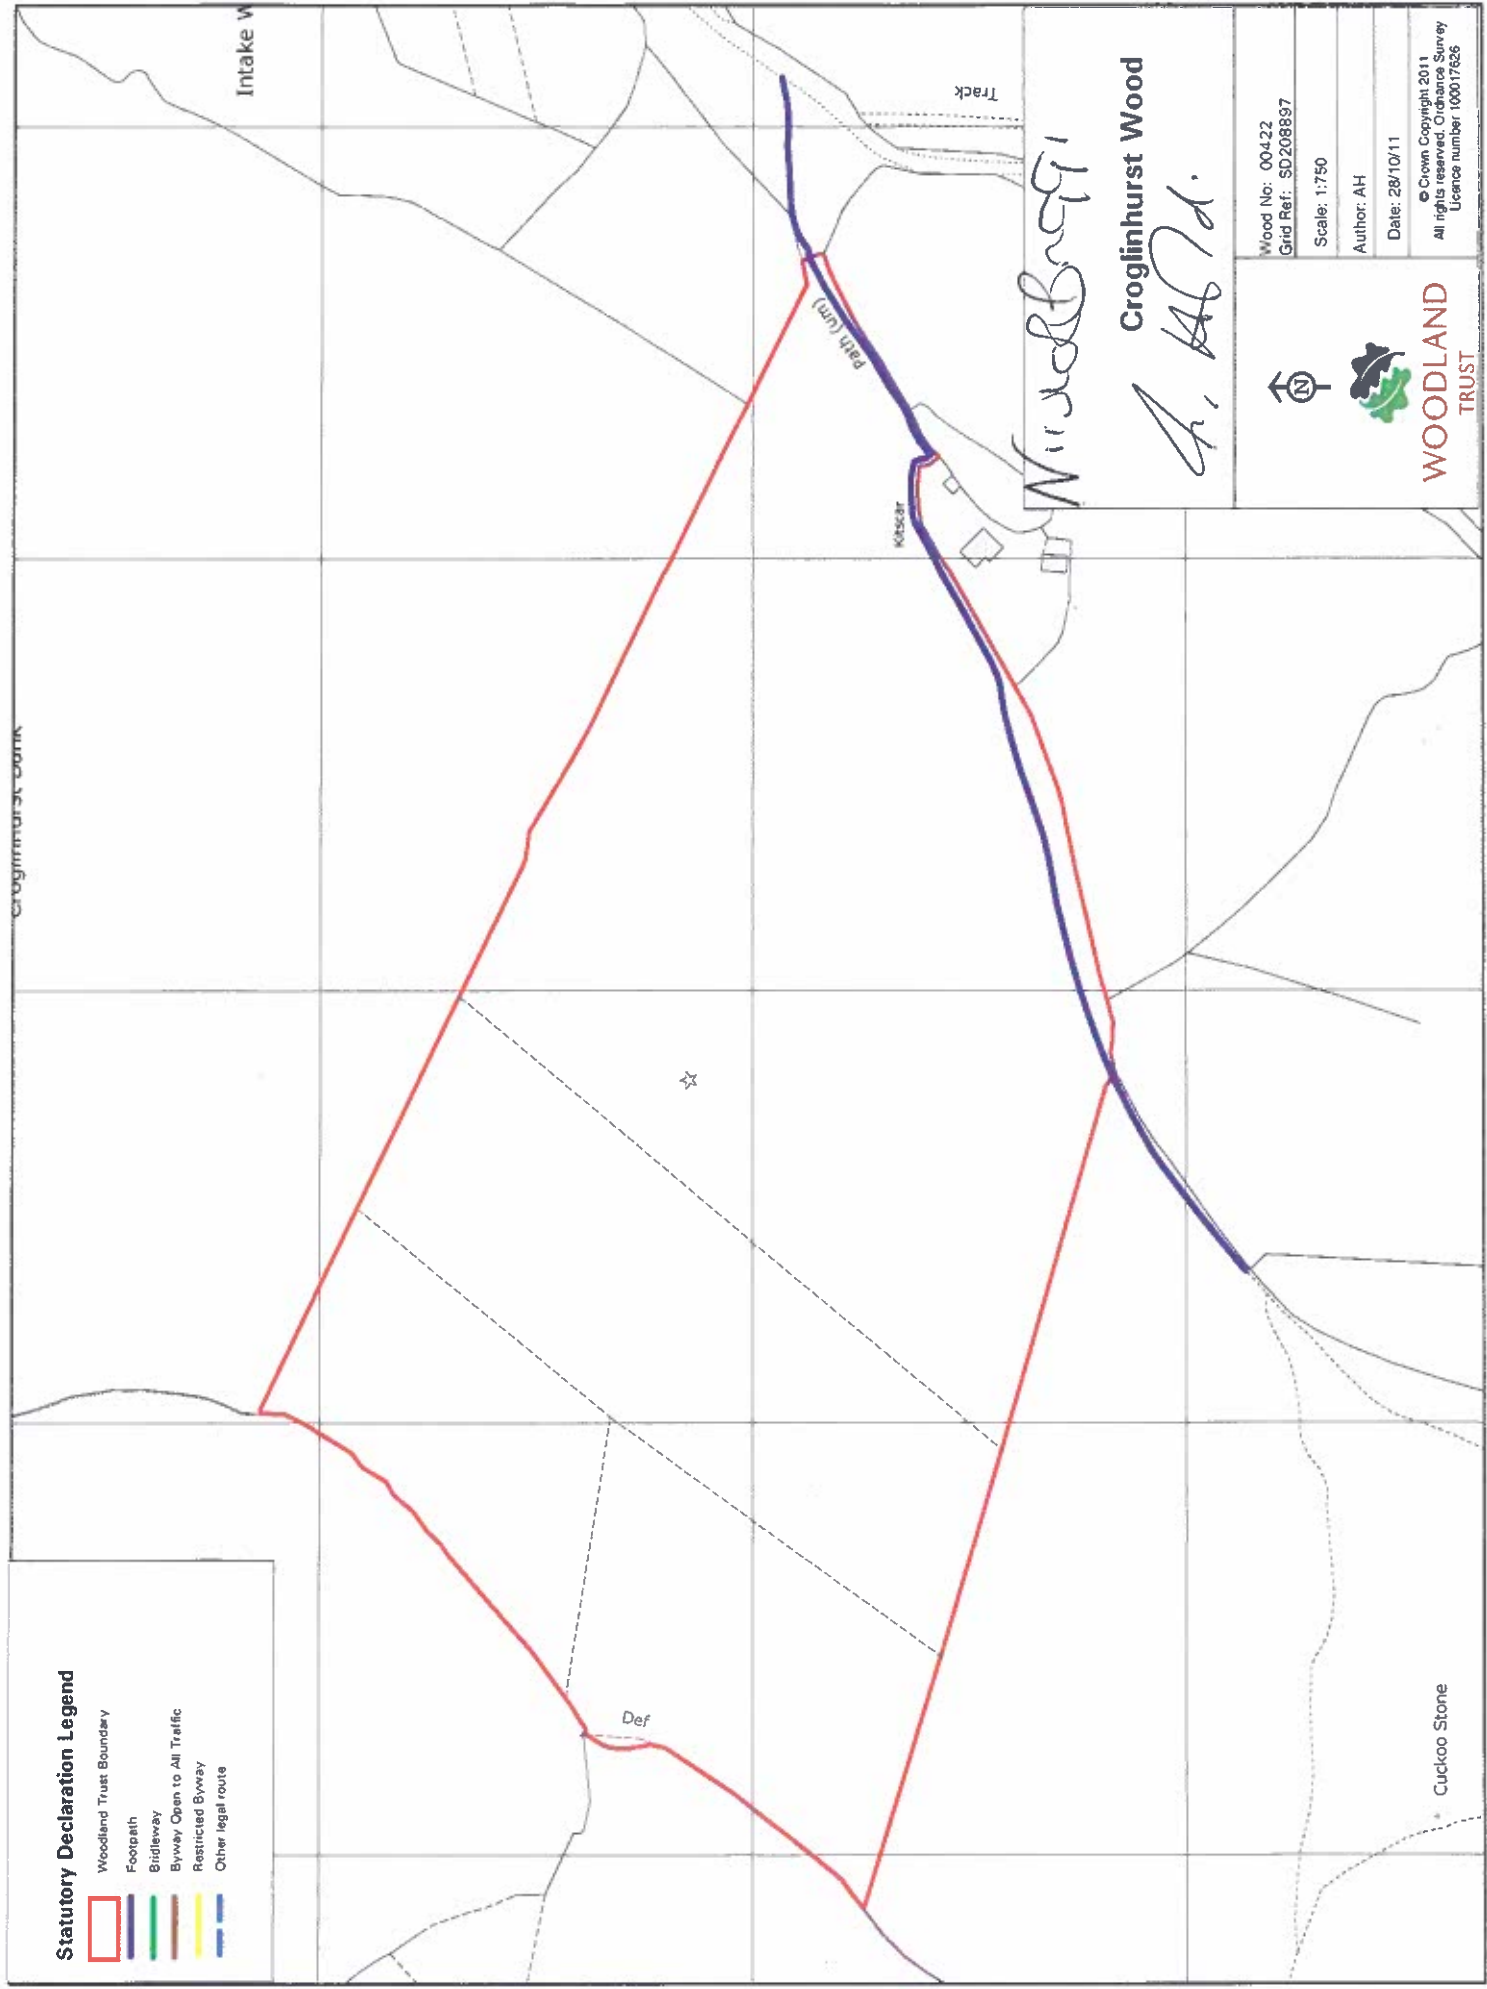 Intake W
Track
Path (um)
Kitscar
Def
Cuckoo Stone
Statutory Declaration Legend
Woodland Trust Boundary
Footpath
Bridleway
Byway Open to All Traffic
Restricted Byway
Other legal route
Croglinhurst Wood
Wood No: 00422
Grid Ref: SD208897
Scale: 1:750
Author: AH
Date: 28/10/11
© Crown Copyright 2011
All rights reserved. Ordnance Survey
Licence number 100017626
N
WOODLAND
TRUST